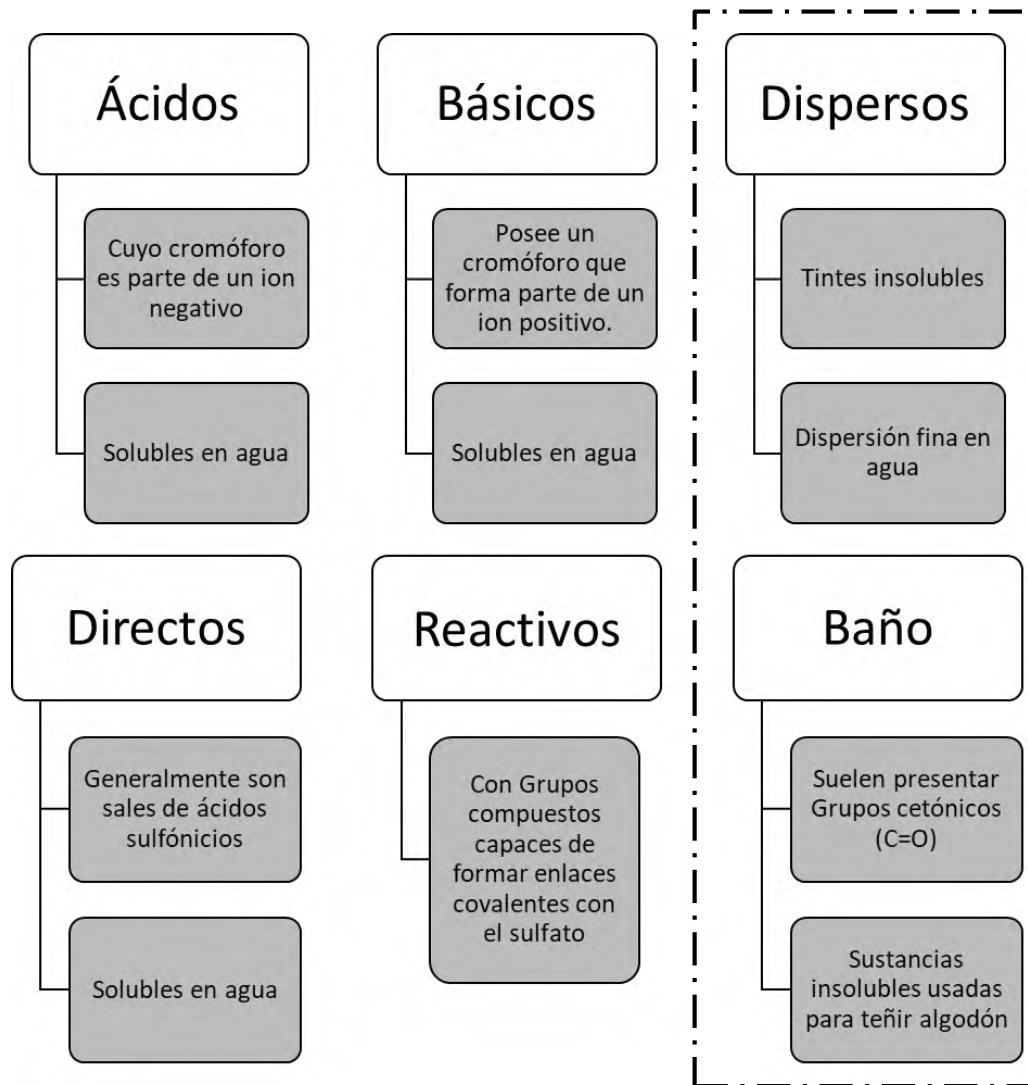 Ácidos
Cuyo cromóforo
es parte de un ion
negativo
Solubles en agua
Básicos
Posee un
cromóforo que
forma parte de un
ion positivo.
Solubles en agua
Dispersos
Tintes insolubles
Dispersión fina en
agua
Directos
Generalmente son
sales de ácidos
sulfónicios
Solubles en agua
Reactivos
Con Grupos
compuestos
capaces de
formar enlaces
covalentes con
el sulfato
Baño
Suelen presentar
Grupos cetónicos
(C=O)
Sustancias
insolubles usadas
para teñir algodón